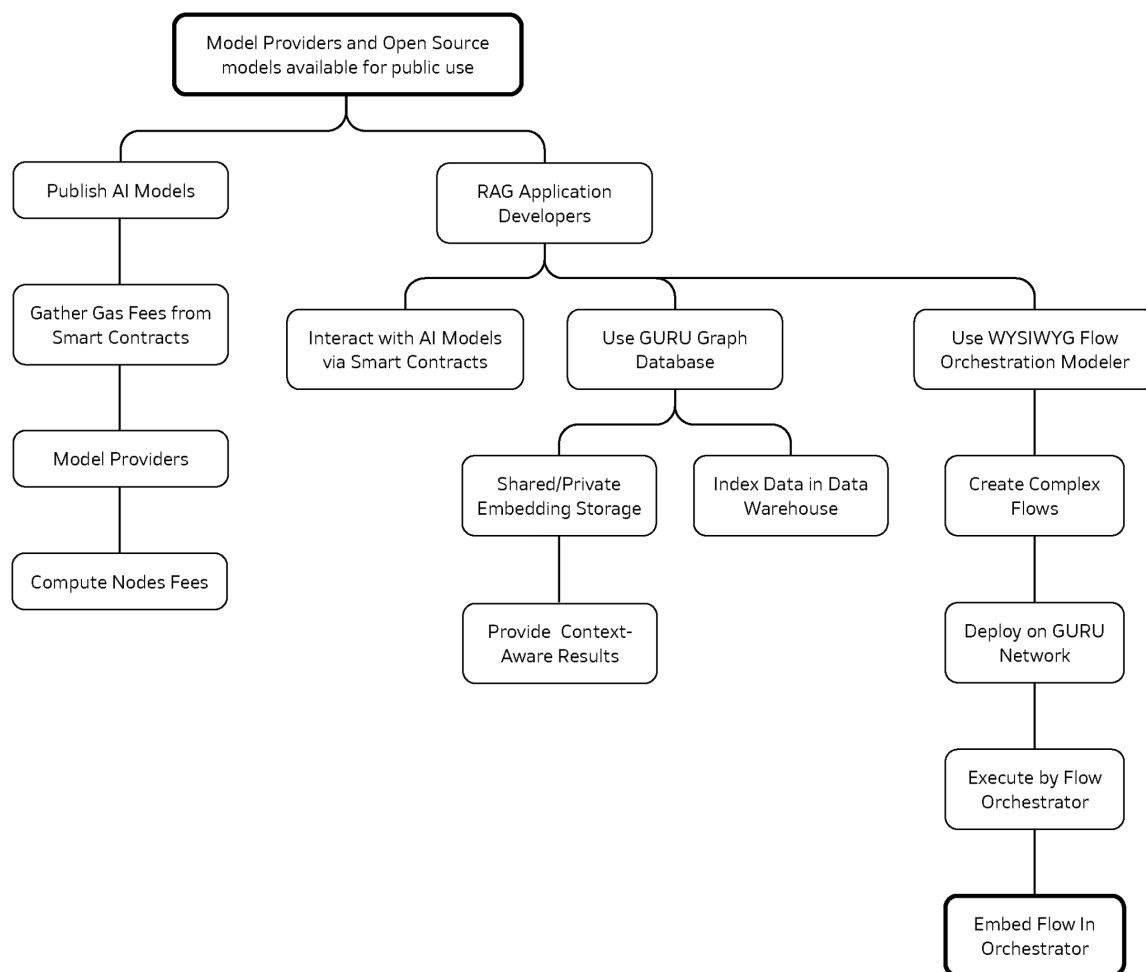 Model Providers and Open Source
models available for public use
Publish AI Models
RAG Application
Developers
Gather Gas Fees from
Smart Contracts
Interact with AI Models
via Smart Contracts
Use GURU Graph
Database
Use WYSIWYG Flow
Orchestration Modeler
Model Providers
Shared/Private
Embedding Storage
Index Data in Data
Warehouse
Create Complex
Flows
Compute Nodes Fees
Provide  Context-
Aware Results
Deploy on GURU
Network
Execute by Flow
Orchestrator
Embed Flow In
Orchestrator